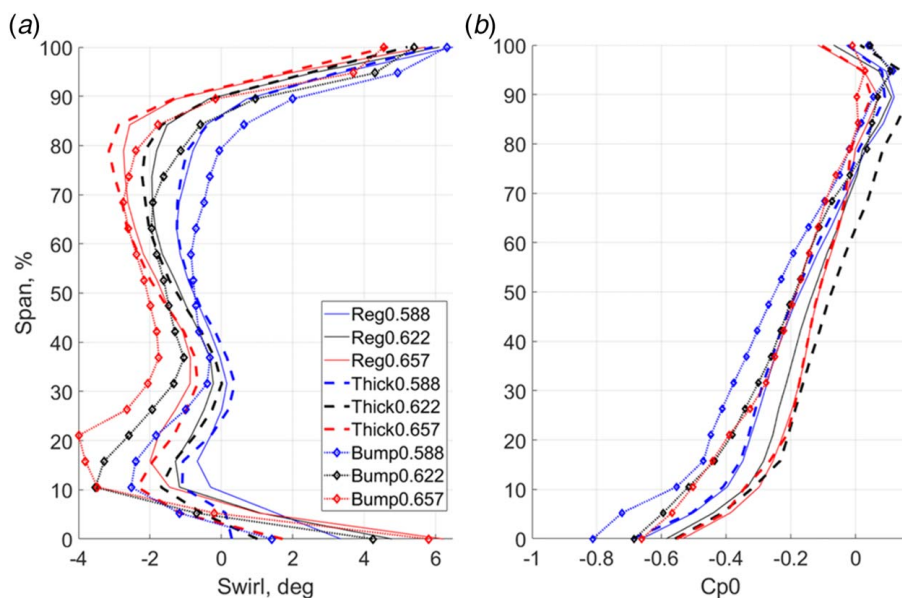 (a)
(b)
Span, %
100
90
80
70
60
50
40
30
20
10
0
-4 -2 0 2 4 6
Swirl, deg
Reg0.588
Reg0.622
Reg0.657
Thick0.588
Thick0.622
Thick0.657
Bump0.588
Bump0.622
Bump0.657
100
90
80
70
60
50
40
30
20
10
0
-1 -0.8 -0.6 -0.4 -0.2 0
Cp0